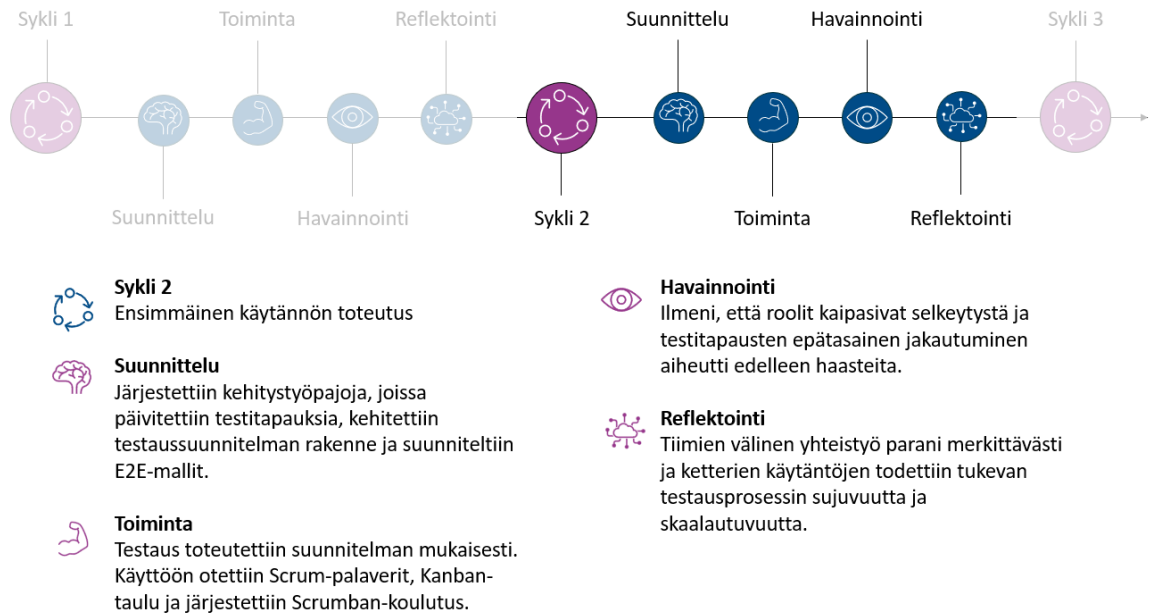 Sykli 1
Toiminta
Reflektointi
Suunnittelu
Havainnointi
Sykli 3
Suunnittelu
Havainnointi
Sykli 2
Toiminta
Reflektointi
Sykli 2
Ensimmäinen käytännön toteutus
Suunnittelu
Järjestettiin kehitystyöpajoja, joissa
päivitettiin testitapauksia, kehitettiin
testaussuunnitelman rakenne ja suunniteltiin
E2E-mallit.
Toiminta
Testaus toteutettiin suunnitelman mukaisesti.
Käyttöön otettiin Scrum-palaverit, Kanban-
taulu ja järjestettiin Scrumban-koulutus.
Havainnointi
Ilmeni, että roolit kaipasivat selkeytystä ja
testitapausten epätasainen jakautuminen
aiheutti edelleen haasteita.
Reflektointi
Tiimien välinen yhteistyö parani merkittävästi
ja ketterien käytäntöjen todettiin tukevan
testausprosessin sujuvuutta ja
skaalautuvuutta.